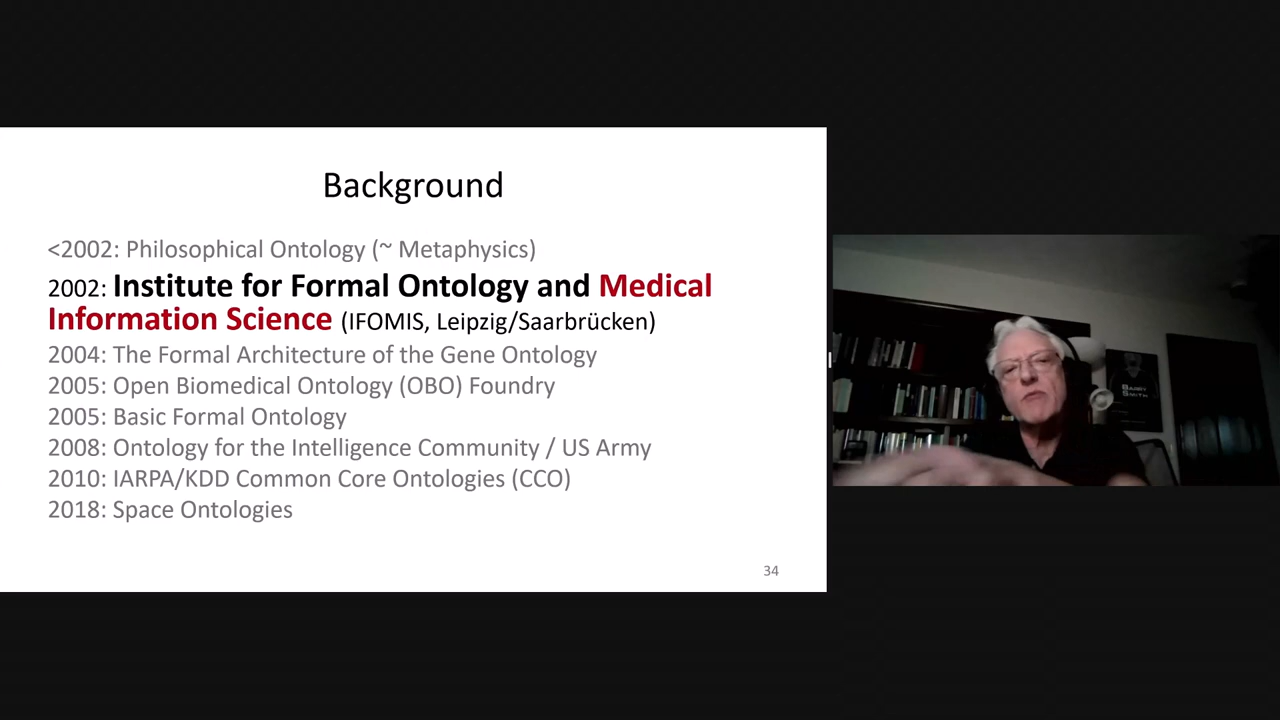 Background
<2002: Philosophical Ontology (~ Metaphysics)
2002: Institute for Formal Ontology and Medical
Information Science (IFOMIS, Leipzig/Saarbrücken)
2004: The Formal Architecture of the Gene Ontology
2005: Open Biomedical Ontology (OBO) Foundry
2005: Basic Formal Ontology
2008: Ontology for the Intelligence Community / US Army
2010: IARPA/KDD Common Core Ontologies (CCO)
2018: Space Ontologies
34
Barry
Smith